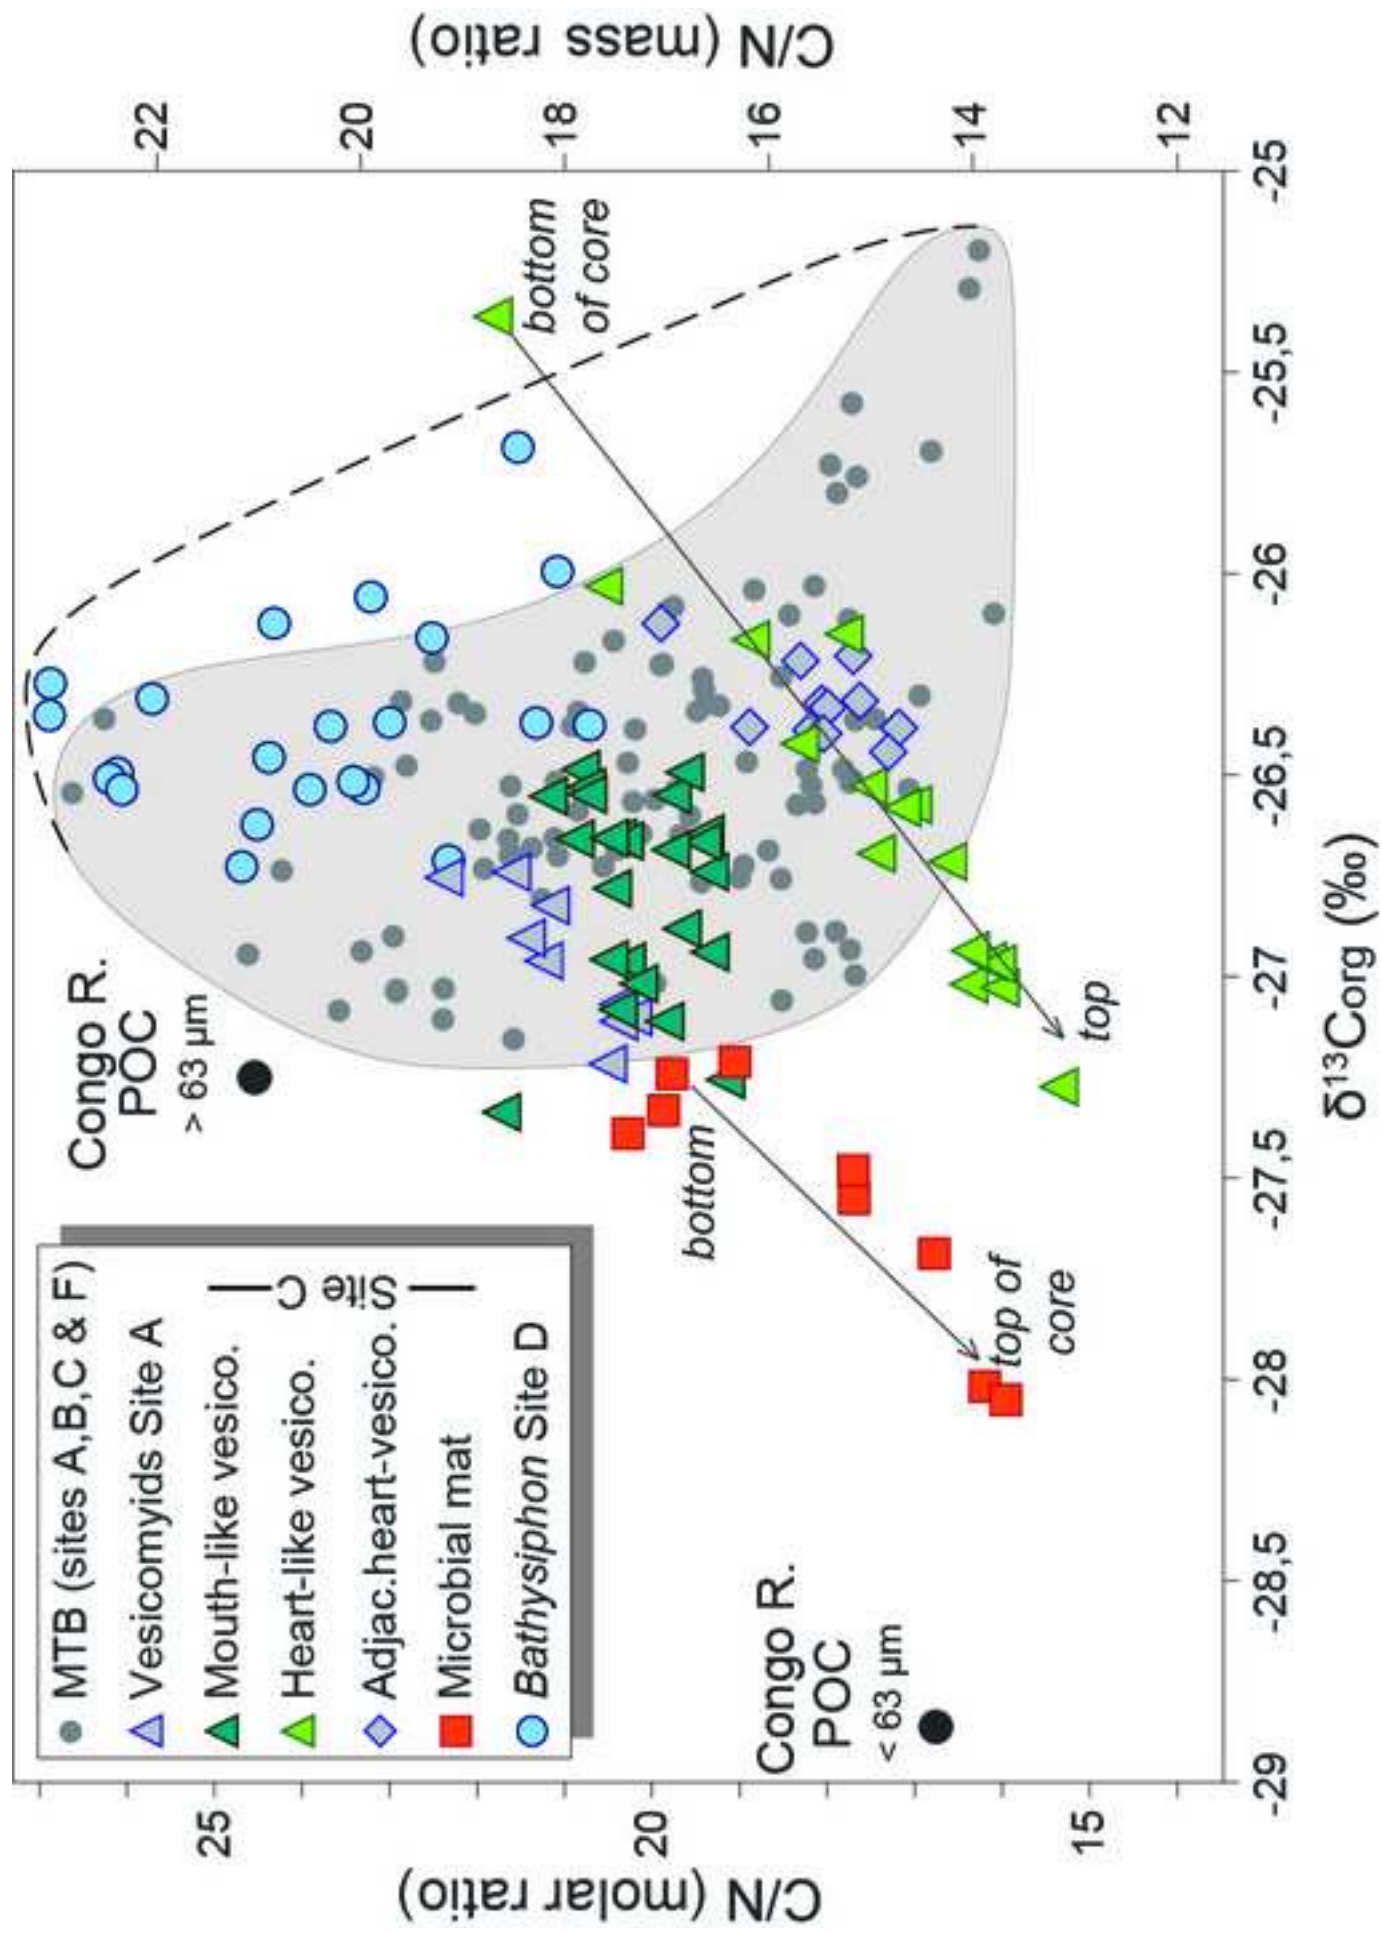 C/N (molar ratio)
25
20
15
C/N (mass ratio)
22
20
18
16
14
12
MTB (sites A,B,C & F)
Vesicomyids Site A
Mouth-like vesico.
Heart-like vesico.
Adjac.heart-vesico.
Site C
Microbial mat
Bathysiphon Site D
Congo R.
POC
> 63 µm
bottom
of core
bottom
top of
core
top
Congo R.
POC
< 63 µm
-29
-28,5
-28
-27,5
-27
-26,5
-26
-25,5
-25
δ¹³Corg (‰)